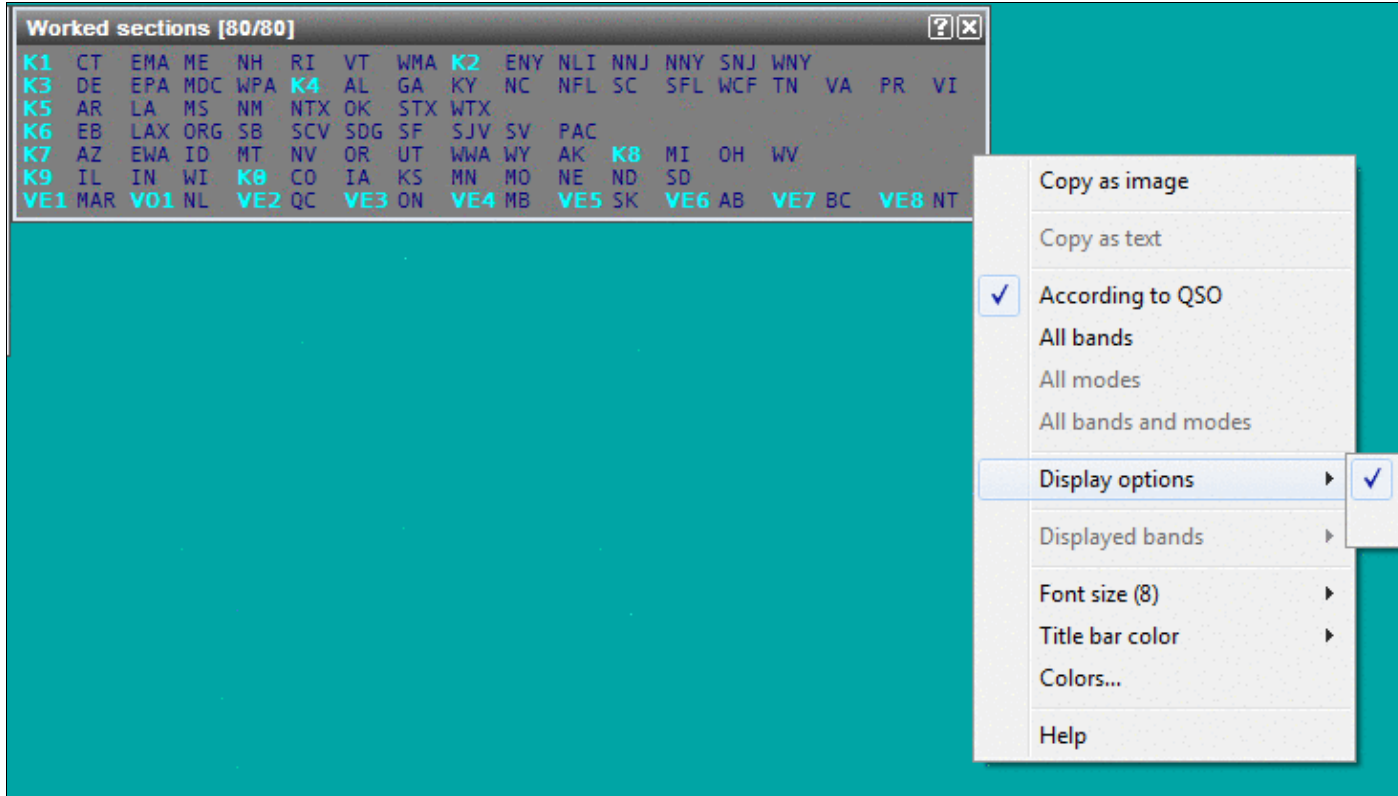 Worked sections [80/80]
K1 CT EMA ME NH RI VT WMA K2 ENY NLI NNJ NNY SNJ WNY
K3 DE EPA MDC WPA K4 AL GA KY NC NFL SC SFL WCF TN VA PR VI
K5 AR LA MS NM NTX OK STX WTX
K6 EB LAX ORG SB SCV SDG SF SJV SV PAC
K7 AZ EWA ID MT NV OR UT WWA WY AK K8 MI OH WV
K9 IL IN WI K0 CO IA KS MN MO NE ND SD
VE1 MAR VO1 NL VE2 QC VE3 ON VE4 MB VE5 SK VE6 AB VE7 BC VE8 NT
Copy as image
Copy as text
According to QSO
All bands
All modes
All bands and modes
Display options
Displayed bands
Font size (8)
Title bar color
Colors...
Help